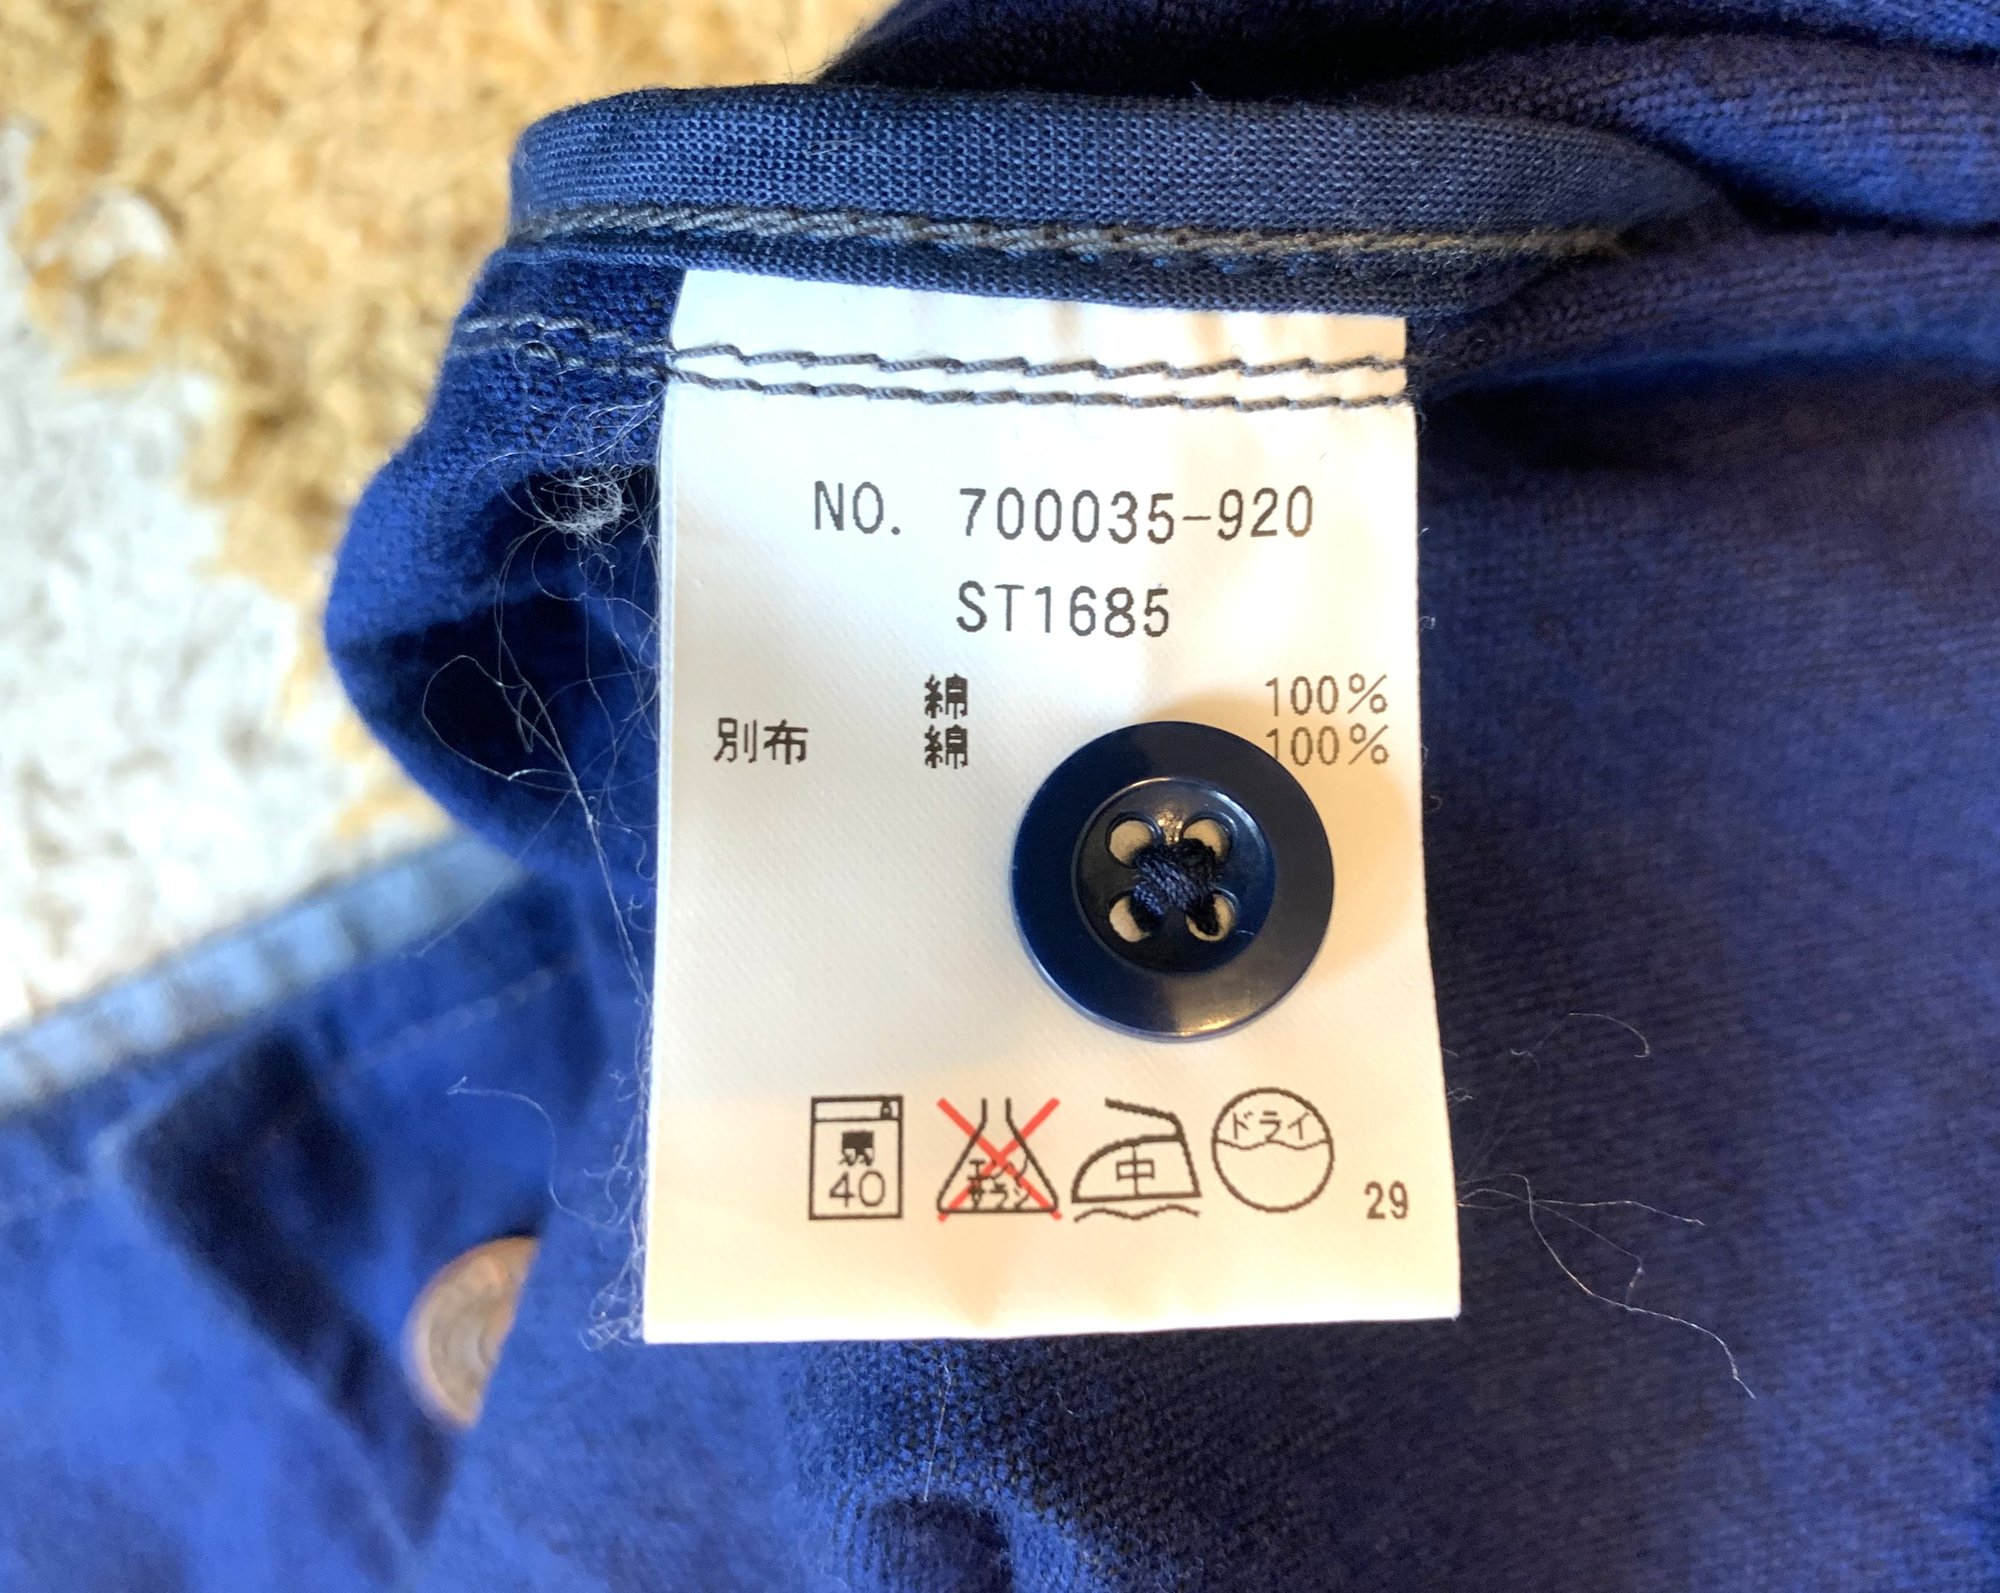 NO. 700035-920
ST1685
綿 100%
別布 綿 100%
弱 40 エンソ サラシ 中 ドライ 29